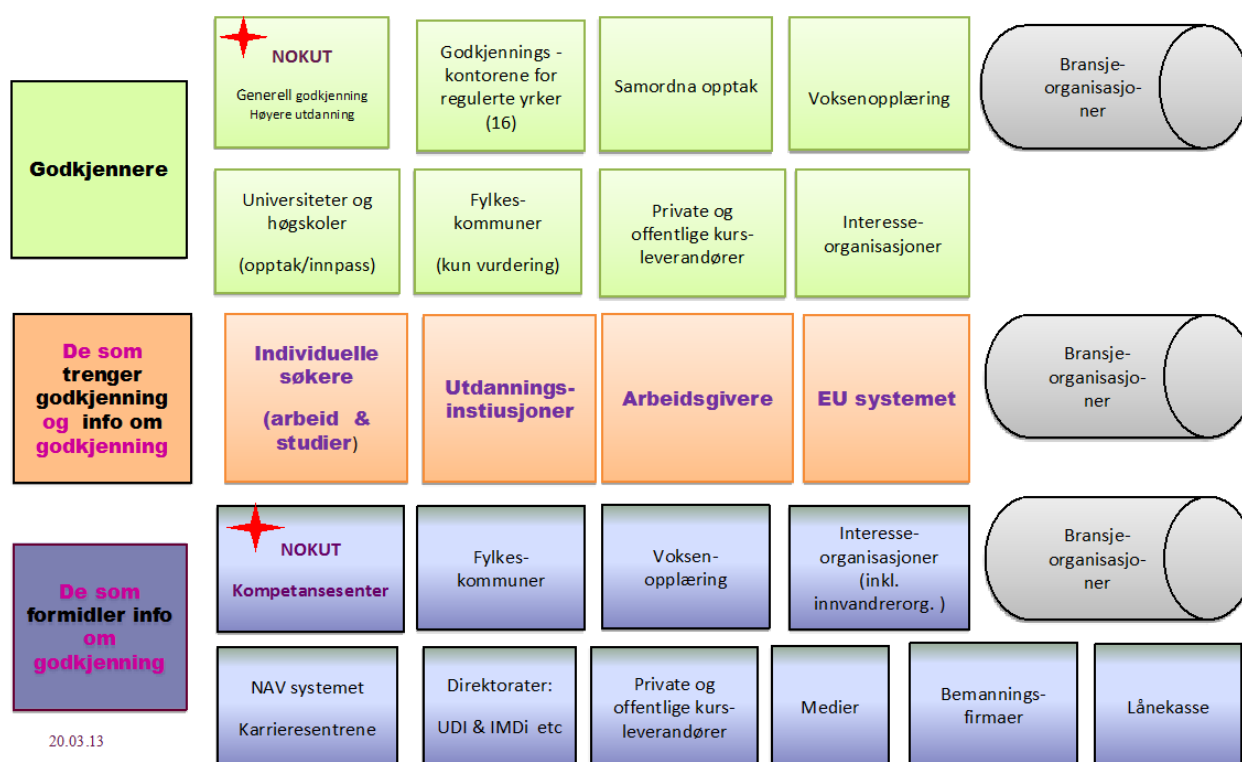 Godkjennere
NOKUT
Generell godkjenning
Høyere utdanning
Godkjennings -
kontorene for
regulerte yrker
(16)
Samordna opptak
Voksenopplæring
Bransje-
organisasjo-
ner
Universiteter og
høgskoler
(opptak/innpass)
Fylkes-
kommuner
(kun vurdering)
Private og
offentlige kurs-
leverandører
Interesse-
organisasjoner
De som
trenger
godkjenning
og info om
godkjenning
Individuelle
søkere
(arbeid &
studier)
Utdannings-
instiusjoner
Arbeidsgivere
EU systemet
Bransje-
organisasjo-
ner
De som
formidler info
om
godkjenning
NOKUT
Kompetansesenter
Fylkes-
kommuner
Voksen-
opplæring
Interesse-
organisasjoner
(inkl.
innvandrerorg. )
Bransje-
organisasjo-
ner
NAV systemet
Karrieresentrene
Direktorater:
UDI & IMDi etc
Private og
offentlige kurs-
leverandører
Medier
Bemannings-
firmaer
Lånekasse
20.03.13